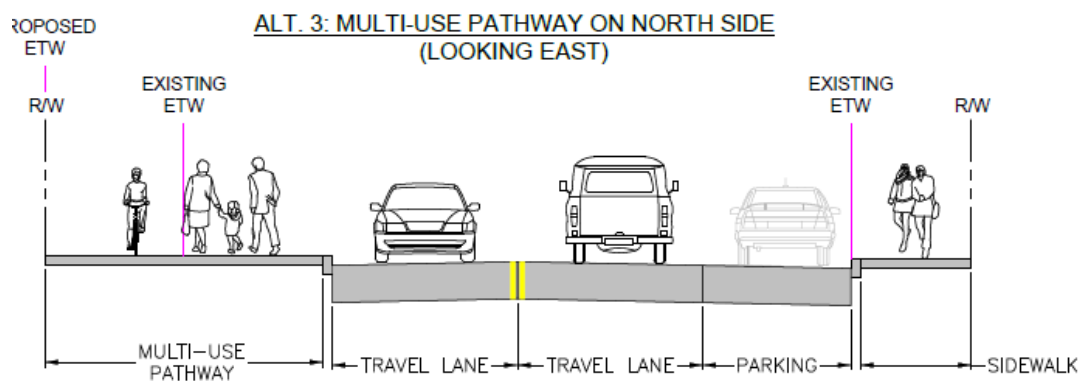 ALT. 3: MULTI-USE PATHWAY ON NORTH SIDE
(LOOKING EAST)
ROPOSED
ETW
R/W
EXISTING
ETW
EXISTING
ETW
R/W
MULTI-USE
PATHWAY
TRAVEL LANE
TRAVEL LANE
PARKING
SIDEWALK